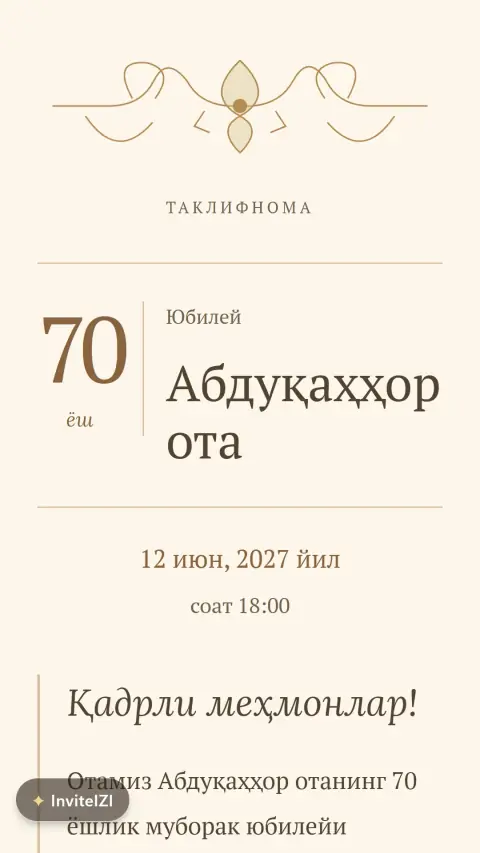 ТАКЛИФНОМА
70
ёш
Юбилей
Абдуқаҳҳор
ота
12 июн, 2027 йил
соат 18:00
Қадрли меҳмонлар!
Отамиз Абдуқаҳҳор отанинг 70
ёшлик муборак юбилейи
✦ InviteIZI